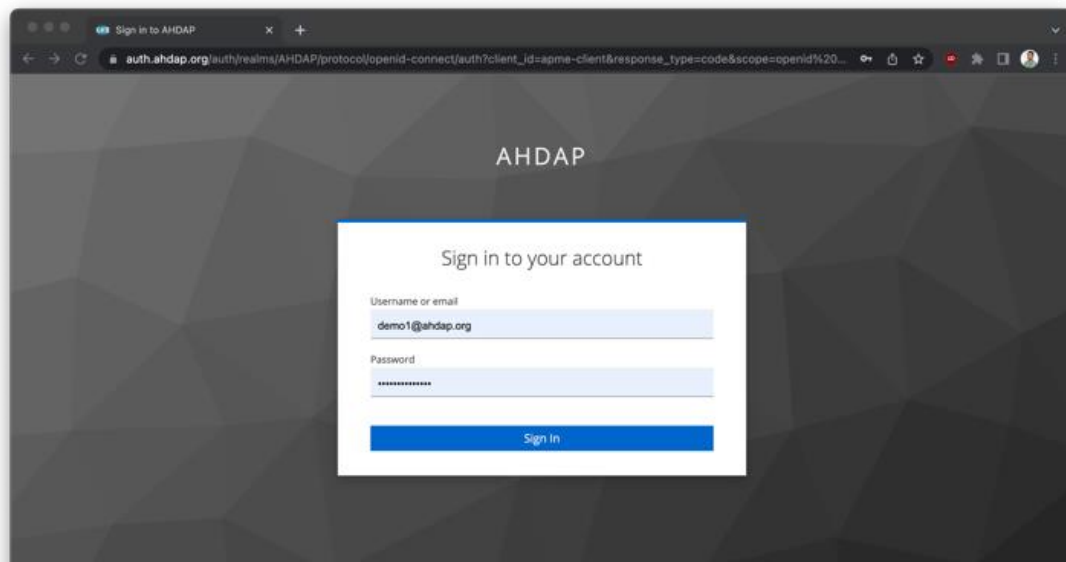 Sign in to AHDAP
auth.ahdap.org/auth/realms/AHDAP/protocol/openid-connect/auth?client_id=apme-client&response_type=code&scope=openid%20...
AHDAP
Sign in to your account
Username or email
demo1@ahdap.org
Password
••••••••••••••
Sign In